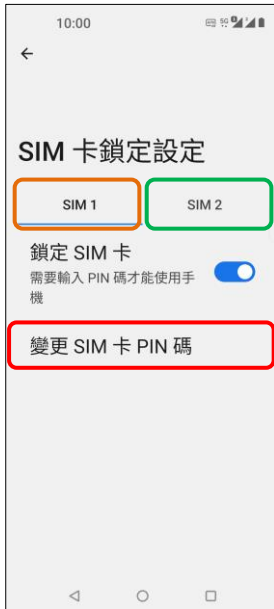 10:00
5G
SIM 卡鎖定設定
SIM 1
SIM 2
鎖定 SIM 卡
需要輸入 PIN 碼才能使用手
機
變更 SIM 卡 PIN 碼